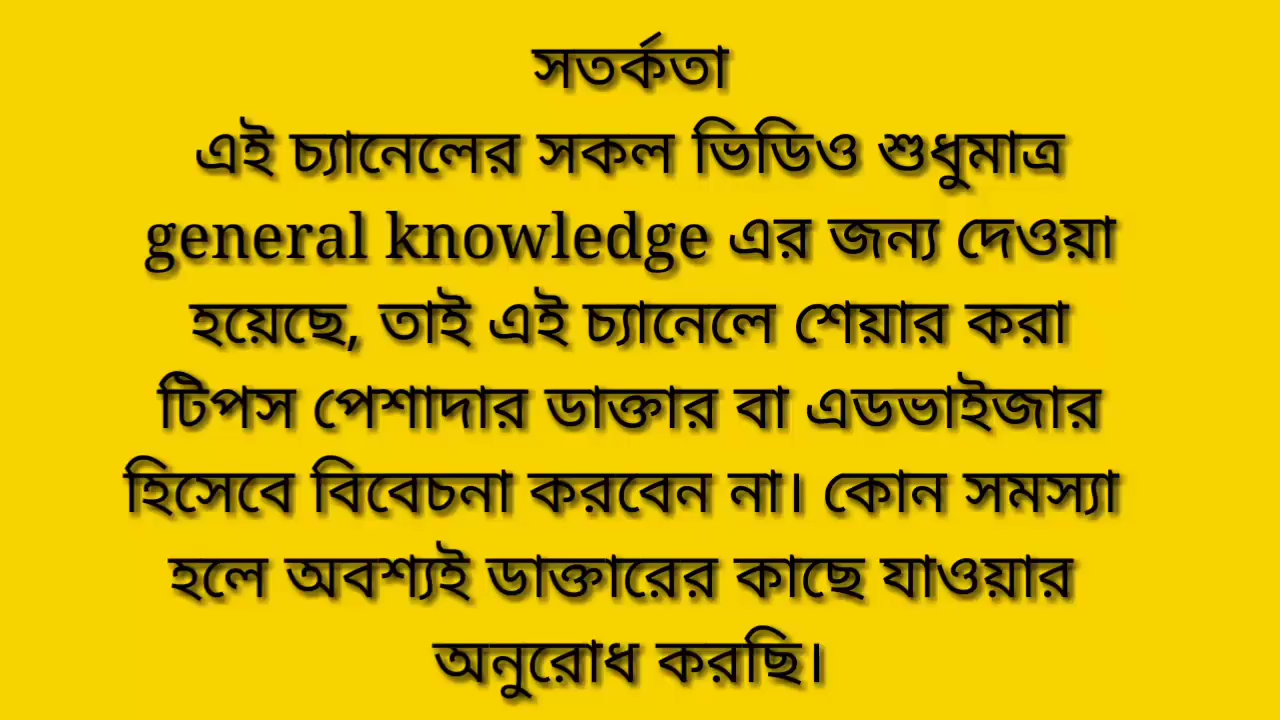 সতর্কতা
এই চ্যানেলের সকল ভিডিও শুধুমাত্র
general knowledge এর জন্য দেওয়া
হয়েছে, তাই এই চ্যানেলে শেয়ার করা
টিপস পেশাদার ডাক্তার বা এডভাইজার
হিসেবে বিবেচনা করবেন না। কোন সমস্যা
হলে অবশ্যই ডাক্তারের কাছে যাওয়ার
অনুরোধ করছি।